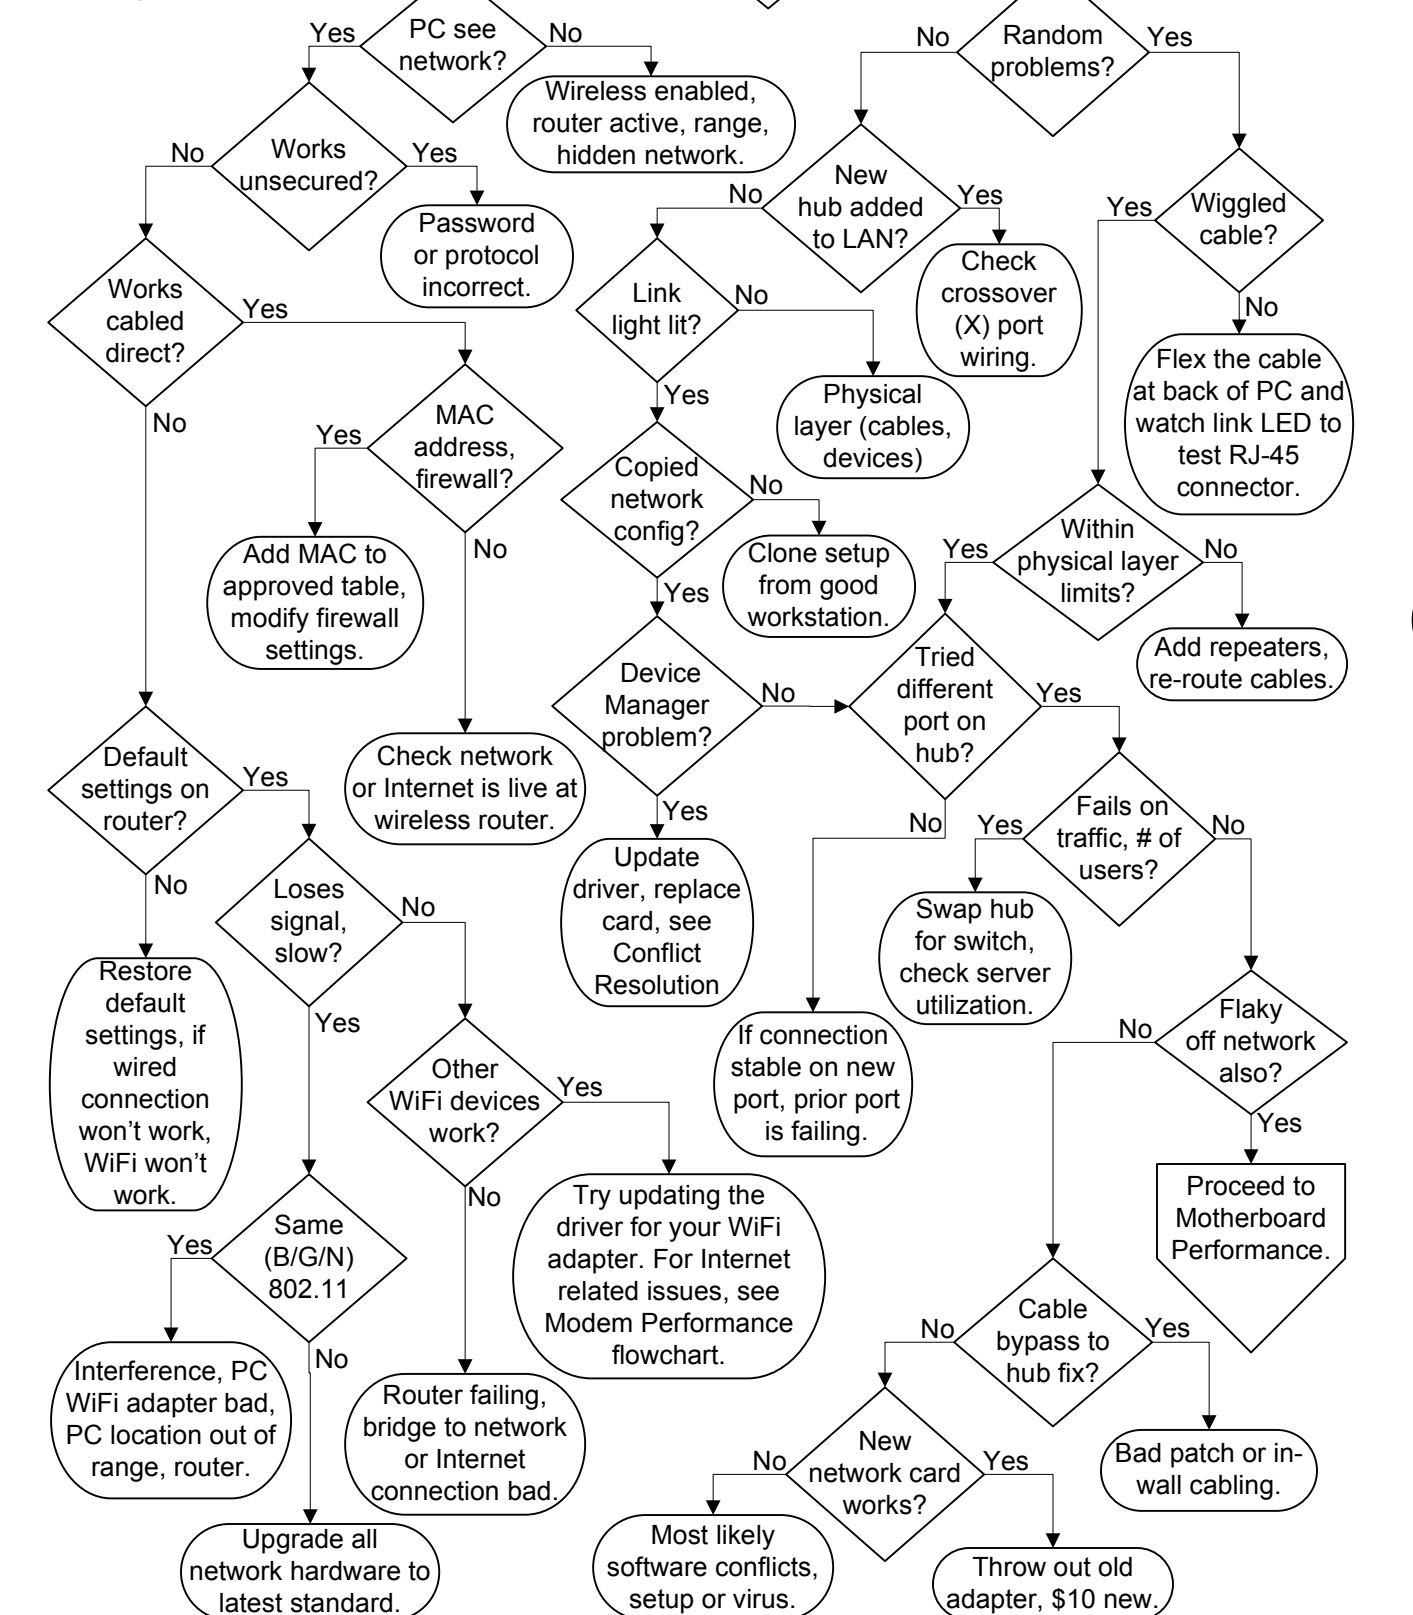 Yes
PC see
network?
No
Wireless enabled,
router active, range,
hidden network.
No
Works
unsecured?
Yes
Password
or protocol
incorrect.
Works
cabled
direct?
Yes
No
MAC
address,
firewall?
Yes
Add MAC to
approved table,
modify firewall
settings.
No
Check network
or Internet is live at
wireless router.
Default
settings on
router?
Yes
No
Restore
default
settings, if
wired
connection
won't work,
WiFi won't
work.
Loses
signal,
slow?
No
Yes
Other
WiFi devices
work?
Yes
No
Try updating the
driver for your WiFi
adapter. For Internet
related issues, see
Modem Performance
flowchart.
Router failing,
bridge to network
or Internet
connection bad.
Same
(B/G/N)
802.11
Yes
Interference, PC
WiFi adapter bad,
PC location out of
range, router.
No
Upgrade all
network hardware to
latest standard.
No
Random
problems?
Yes
No
New
hub added
to LAN?
Yes
Check
crossover
(X) port
wiring.
Link
light lit?
No
Physical
layer (cables,
devices)
Yes
Copied
network
config?
No
Clone setup
from good
workstation.
Yes
Device
Manager
problem?
No
Yes
Update
driver, replace
card, see
Conflict
Resolution
Yes
Wiggled
cable?
No
Flex the cable
at back of PC and
watch link LED to
test RJ-45
connector.
Yes
Within
physical layer
limits?
No
Add repeaters,
re-route cables.
Tried
different
port on
hub?
Yes
No
If connection
stable on new
port, prior port
is failing.
Yes
Fails on
traffic, # of
users?
No
Swap hub
for switch,
check server
utilization.
No
Flaky
off network
also?
Yes
Proceed to
Motherboard
Performance.
No
Cable
bypass to
hub fix?
Yes
Bad patch or in-
wall cabling.
No
New
network card
works?
Yes
Most likely
software conflicts,
setup or virus.
Throw out old
adapter, $10 new.